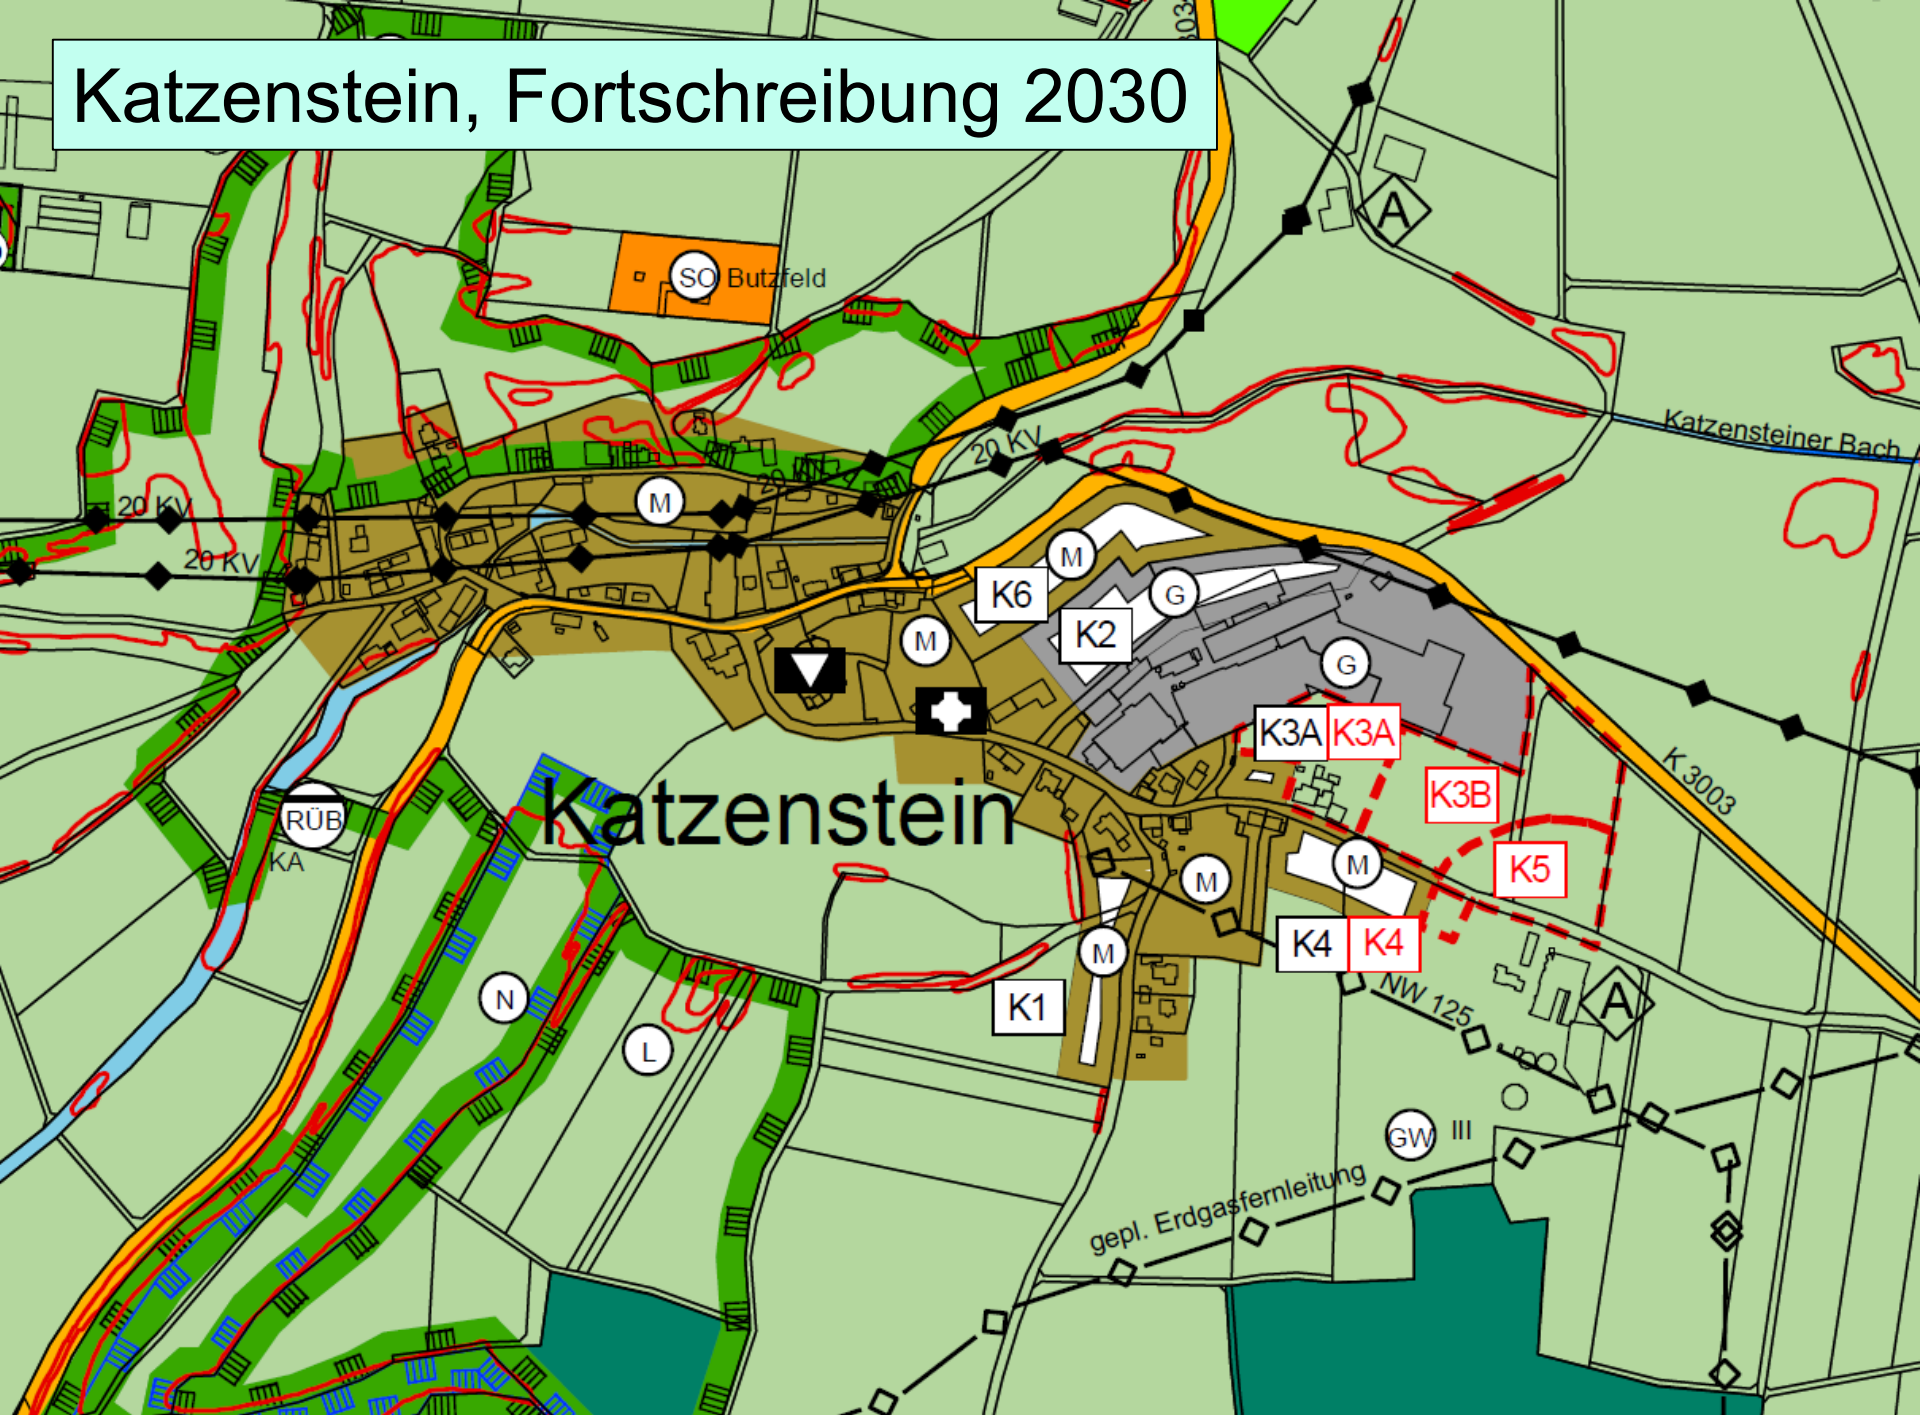 Katzenstein, Fortschreibung 2030
A
SO Butzfeld
Katzensteiner Bach
20 KV
20 KV
20 KV
20 KV
M
M
K6
G
K2
M
G
K3A K3A
K 3003
K3B
Katzenstein
RÜB
KA
M
K5
M
K4 K4
M
N
K1
NW 125
A
L
GW III
gepl. Erdgasfernleitung